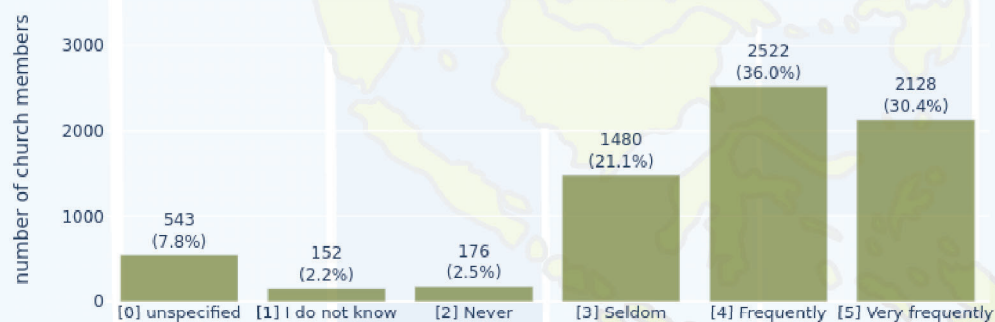 number of church members
3000
2000
1000
0
543
(7.8%)
152
(2.2%)
176
(2.5%)
1480
(21.1%)
2522
(36.0%)
2128
(30.4%)
[0] unspecified
[1] I do not know
[2] Never
[3] Seldom
[4] Frequently
[5] Very frequently